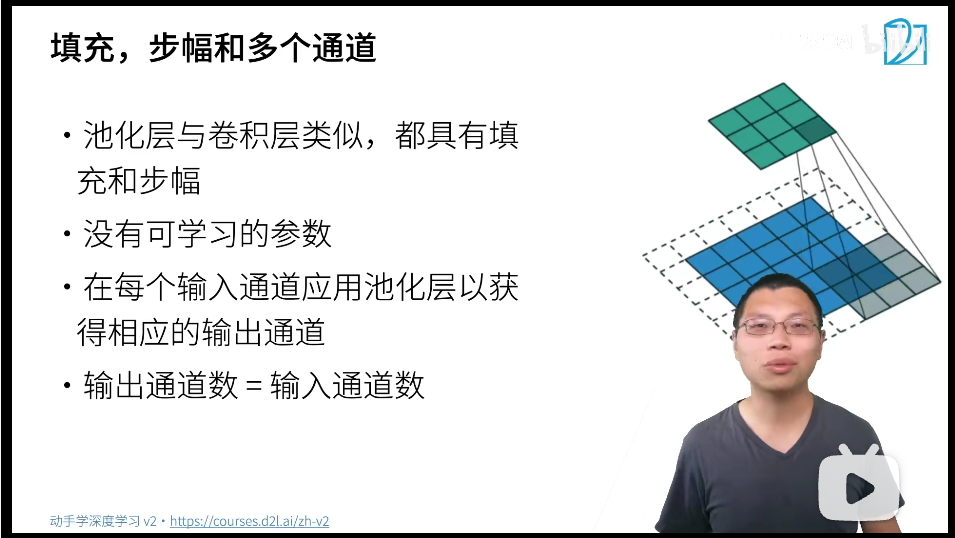 填充，步幅和多个通道
bilibili
• 池化层与卷积层类似，都具有填
充和步幅
• 没有可学习的参数
• 在每个输入通道应用池化层以获
得相应的输出通道
• 输出通道数 = 输入通道数
动手学深度学习 v2 • https://courses.d2l.ai/zh-v2